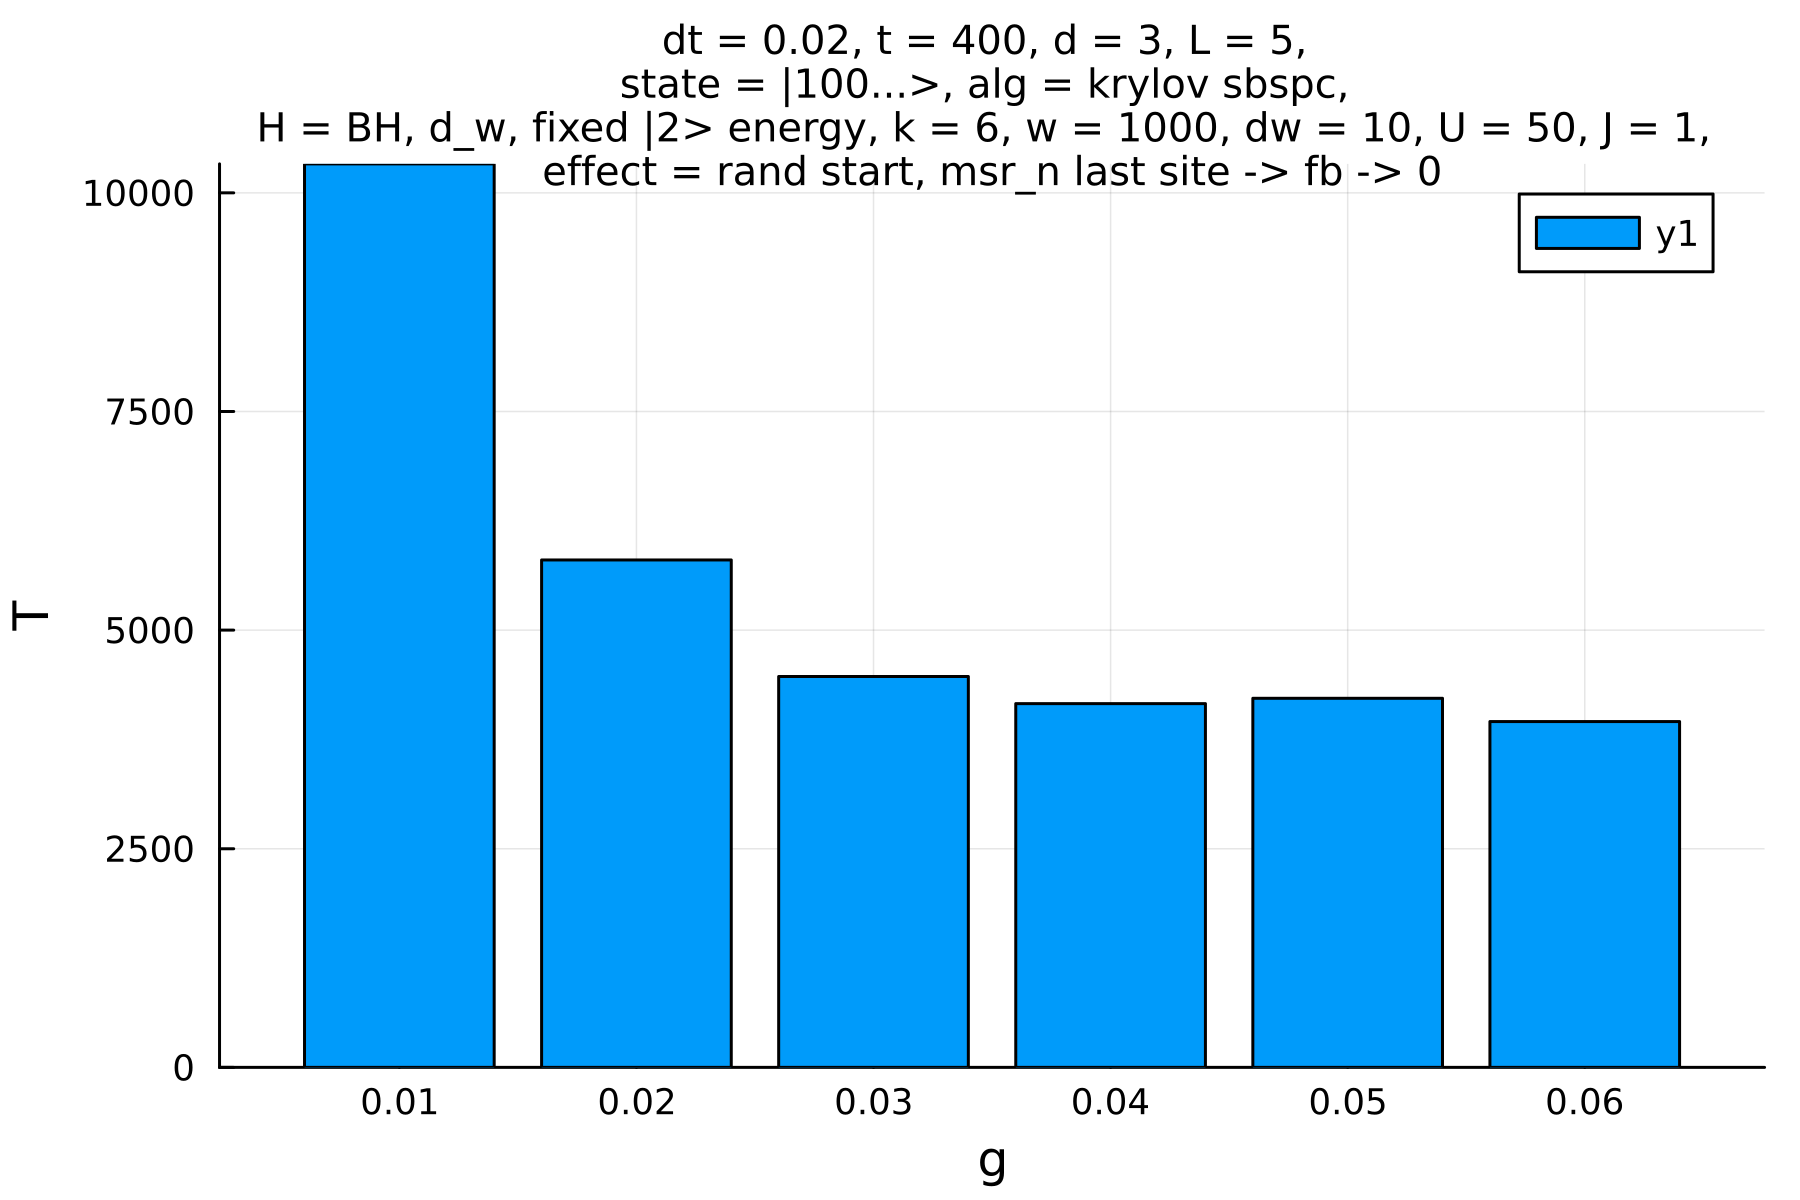 dt = 0.02, t = 400, d = 3, L = 5,
state = |100...>, alg = krylov sbspc,
H = BH, d_w, fixed |2> energy, k = 6, w = 1000, dw = 10, U = 50, J = 1,
effect = rand start, msr_n last site -> fb -> 0
y1
10000
7500
5000
2500
0
T
0.01 0.02 0.03 0.04 0.05 0.06
g